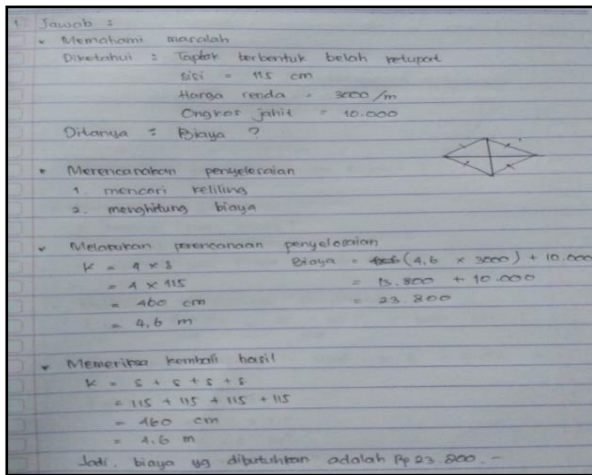 1. Jawab :
• Memahami masalah
Diketahui : Taplak berbentuk belah ketupat
Sisi = 115 cm
Harga renda = 3000/m
Ongkos jahit = 10.000
Ditanya : Biaya ?
• Merencanakan penyelesaian
1. mencari keliling
2. menghitung biaya
• Melakukan perencanaan penyelesaian
K = 4 × s
= 4 × 115
= 460 cm
= 4,6 m
Biaya = (4,6 × 3000) + 10.000
= 13.800 + 10.000
= 23.800
• Memeriksa kembali hasil
K = s + s + s + s
= 115 + 115 + 115 + 115
= 460 cm
= 4.6 m
Jadi, biaya yg dibutuhkan adalah Rp 23.800.-